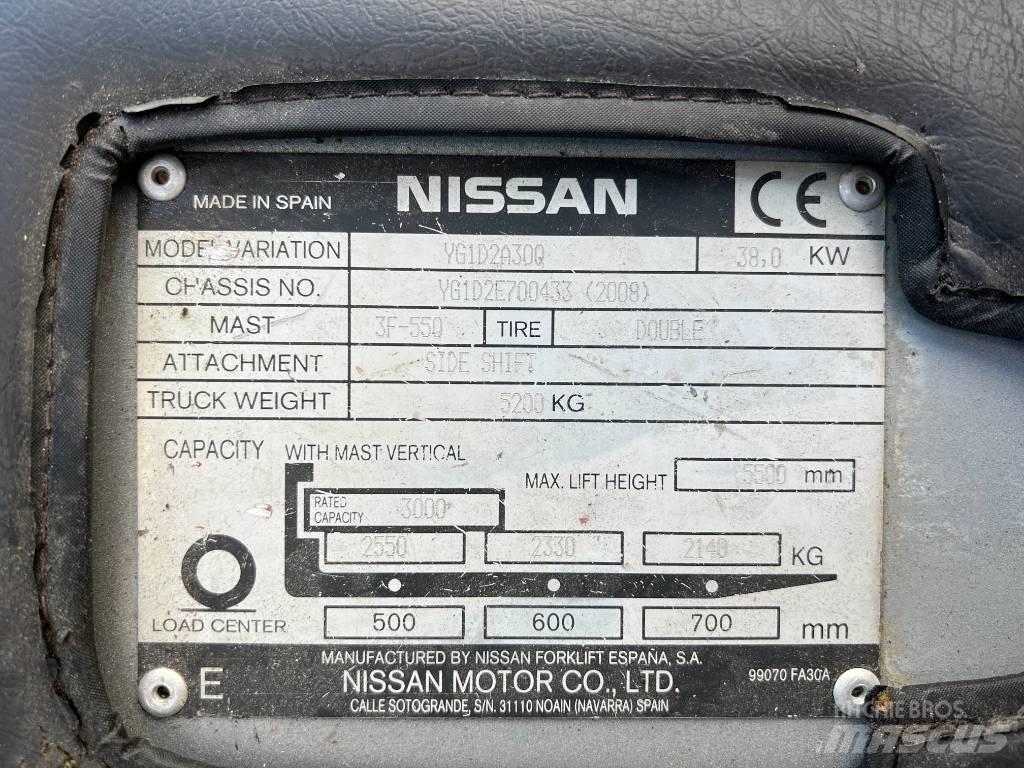 MADE IN SPAIN NISSAN CE
MODEL VARIATION YG1D2A30Q 38,0 KW
CHASSIS NO. YG1D2E700433 (2008)
MAST 3F-550 TIRE DOUBLE
ATTACHMENT SIDE SHIFT
TRUCK WEIGHT 5200 KG
CAPACITY WITH MAST VERTICAL
MAX. LIFT HEIGHT 5500 mm
RATED CAPACITY 3000
2550 2330 2140 KG
LOAD CENTER 500 600 700 mm
MANUFACTURED BY NISSAN FORKLIFT ESPAÑA, S.A.
E NISSAN MOTOR CO., LTD. 99070 FA30A
CALLE SOTOGRANDE, S/N. 31110 NOAIN (NAVARRA) SPAIN
RITCHIE BROS.
MASCUS